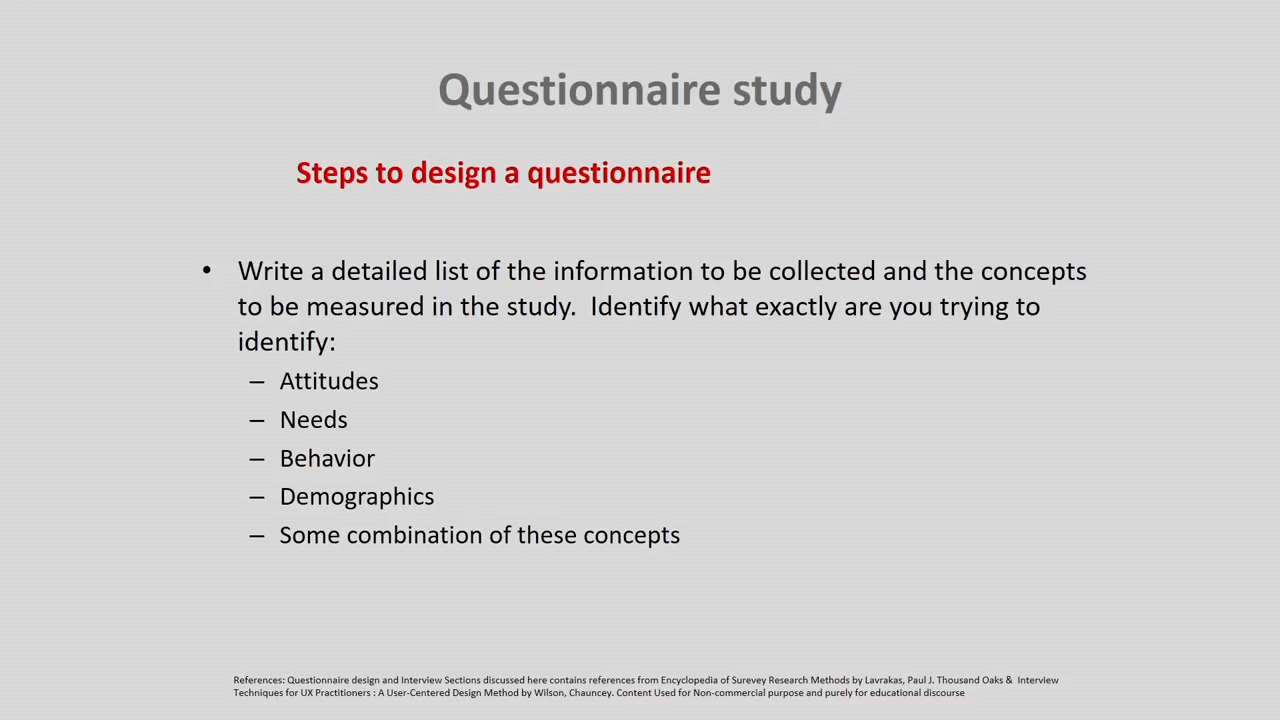 Questionnaire study
Steps to design a questionnaire
• Write a detailed list of the information to be collected and the concepts
to be measured in the study.  Identify what exactly are you trying to
identify:
– Attitudes
– Needs
– Behavior
– Demographics
– Some combination of these concepts
References: Questionnaire design and Interview Sections discussed here contains references from Encyclopedia of Surevey Research Methods by Lavrakas, Paul J. Thousand Oaks &  Interview
Techniques for UX Practitioners : A User-Centered Design Method by Wilson, Chauncey. Content Used for Non-commercial purpose and purely for educational discourse